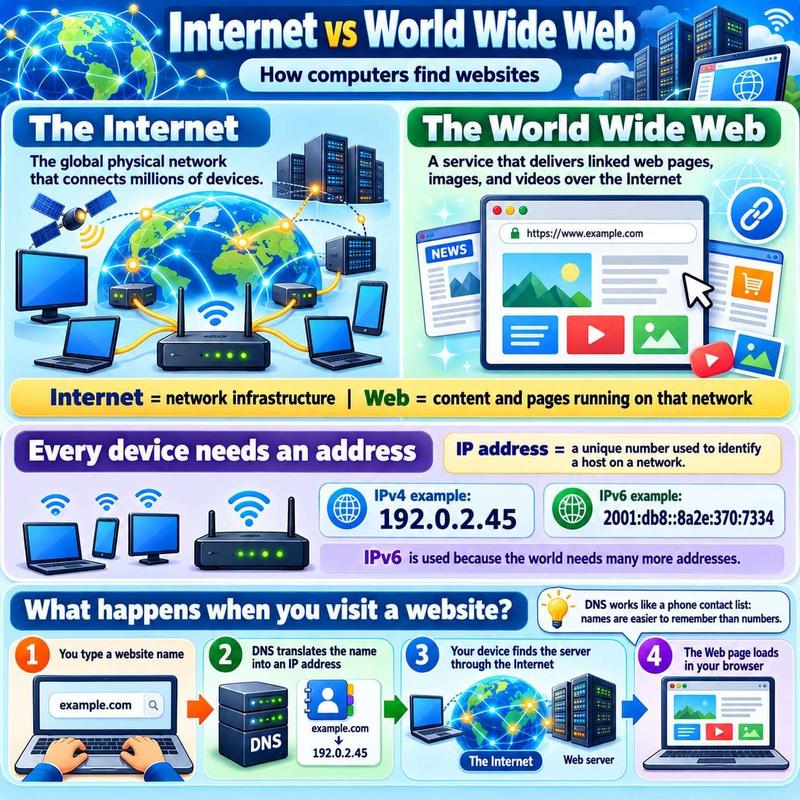 Internet vs World Wide Web
How computers find websites
The Internet
The global physical network
that connects millions of devices.
The World Wide Web
A service that delivers linked web pages,
images, and videos over the Internet
NEWS
https://www.example.com
Internet = network infrastructure | Web = content and pages running on that network
Every device needs an address
IP address = a unique number used to identify
a host on a network.
IPv4 example:
192.0.2.45
IPv6 example:
2001:db8::8a2e:370:7334
IPv6 is used because the world needs many more addresses.
What happens when you visit a website?
DNS works like a phone contact list:
names are easier to remember than numbers.
1
You type a website name
example.com
2
DNS translates the name
into an IP address
DNS
example.com
192.0.2.45
3
Your device finds the server
through the Internet
The Internet
Web server
4
The Web page loads
in your browser